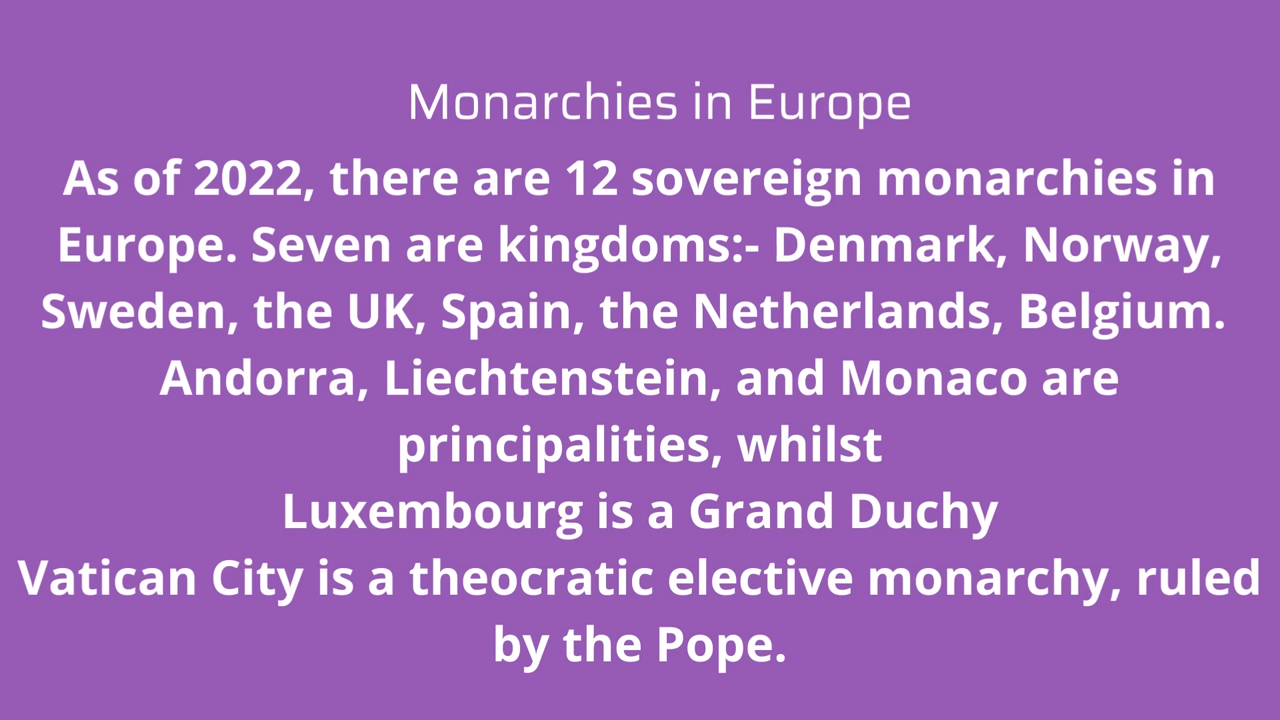 Monarchies in Europe
As of 2022, there are 12 sovereign monarchies in
Europe. Seven are kingdoms:- Denmark, Norway,
Sweden, the UK, Spain, the Netherlands, Belgium.
Andorra, Liechtenstein, and Monaco are
principalities, whilst
Luxembourg is a Grand Duchy
Vatican City is a theocratic elective monarchy, ruled
by the Pope.